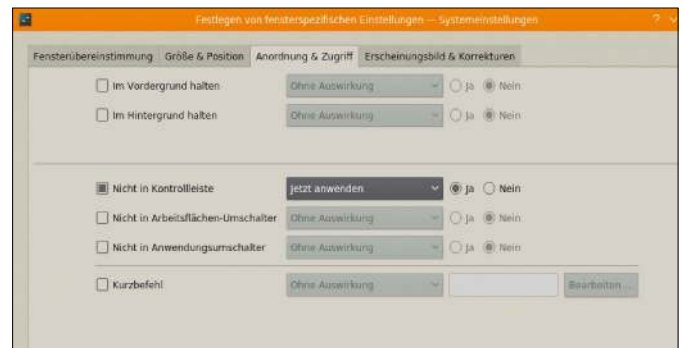 Festlegen von fensterspezifischen Einstellungen — Systemeinstellungen ?
Fensterübereinstimmung Größe & Position Anordnung & Zugriff Erscheinungsbild & Korrekturen
Im Vordergrund halten Ohne Auswirkung Ja Nein
Im Hintergrund halten Ohne Auswirkung Ja Nein
Nicht in Kontrollleiste Jetzt anwenden Ja Nein
Nicht in Arbeitsflächen-Umschalter Ohne Auswirkung Ja Nein
Nicht in Anwendungsumschalter Ohne Auswirkung Ja Nein
Kurzbefehl Ohne Auswirkung Bearbeiten ...